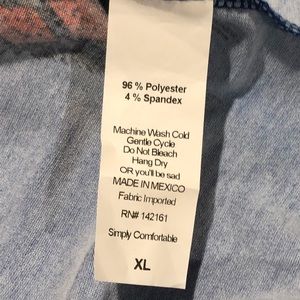 96 % Polyester
4 % Spandex
Machine Wash Cold
Gentle Cycle
Do Not Bleach
Hang Dry
OR you'll be sad
MADE IN MEXICO
Fabric Imported
RN# 142161
Simply Comfortable
XL